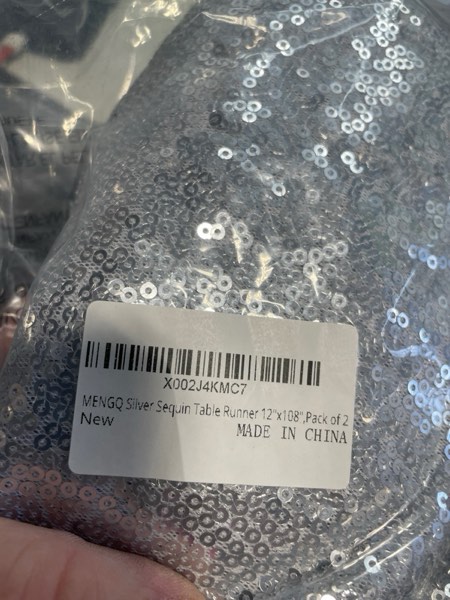 X002J4KMC7
MENGQ Silver Sequin Table Runner 12"x108",Pack of 2
New
MADE IN CHINA